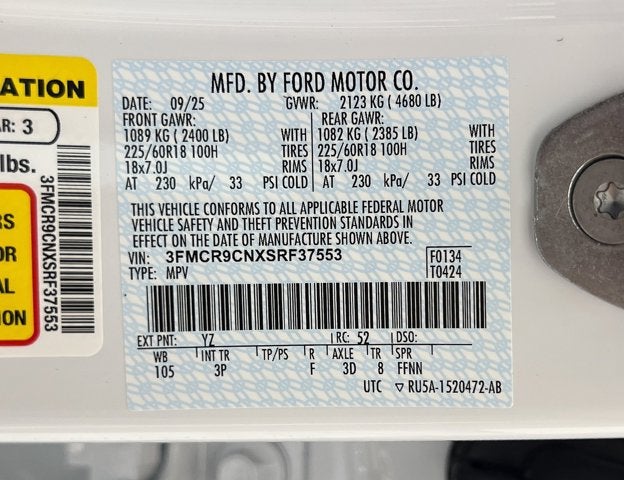 ATION
AR: 3
lbs.
3FMCR9CNXSRF37553
RS
OR
AL
ION
MFD. BY FORD MOTOR CO.
DATE: 09/25 GVWR: 2123 KG ( 4680 LB)
FRONT GAWR: REAR GAWR:
1089 KG ( 2400 LB) WITH 1082 KG ( 2385 LB) WITH
225/60R18 100H TIRES 225/60R18 100H TIRES
18x7.0J RIMS 18x7.0J RIMS
AT 230 kPa/ 33 PSI COLD AT 230 kPa/ 33 PSI COLD
THIS VEHICLE CONFORMS TO ALL APPLICABLE FEDERAL MOTOR
VEHICLE SAFETY AND THEFT PREVENTION STANDARDS IN
EFFECT ON THE DATE OF MANUFACTURE SHOWN ABOVE.
VIN: 3FMCR9CNXSRF37553 F0134
TYPE: MPV T0424
EXT PNT: YZ RC: 52 DSO:
WB INT TR TP/PS R AXLE TR SPR
105 3P F 3D 8 FFNN
UTC ▽ RU5A-1520472-AB